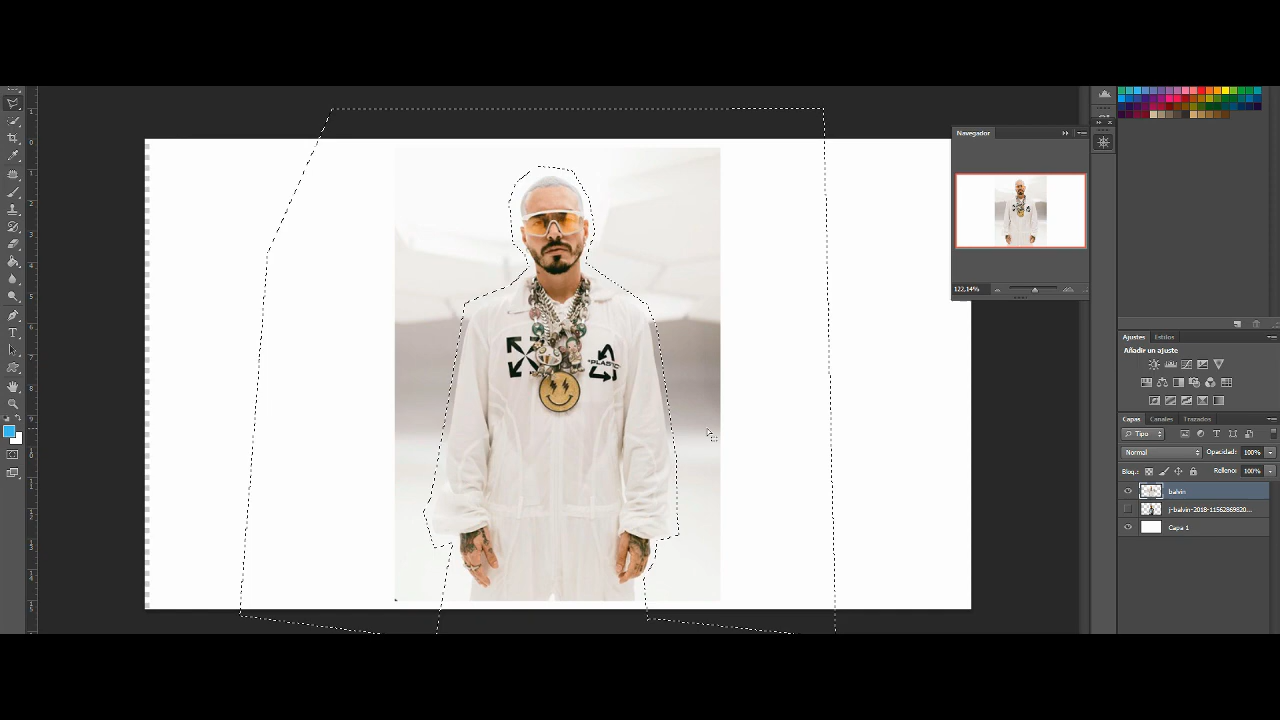 Navegador
122,14%
"PLASTIC"
Ajustes Estilos
Añadir un ajuste
Capas Canales Trazados
Tipo
Normal Opacidad: 100%
Bloq.: Relleno: 100%
balvin
j-balvin-2018-11562869820...
Capa 1